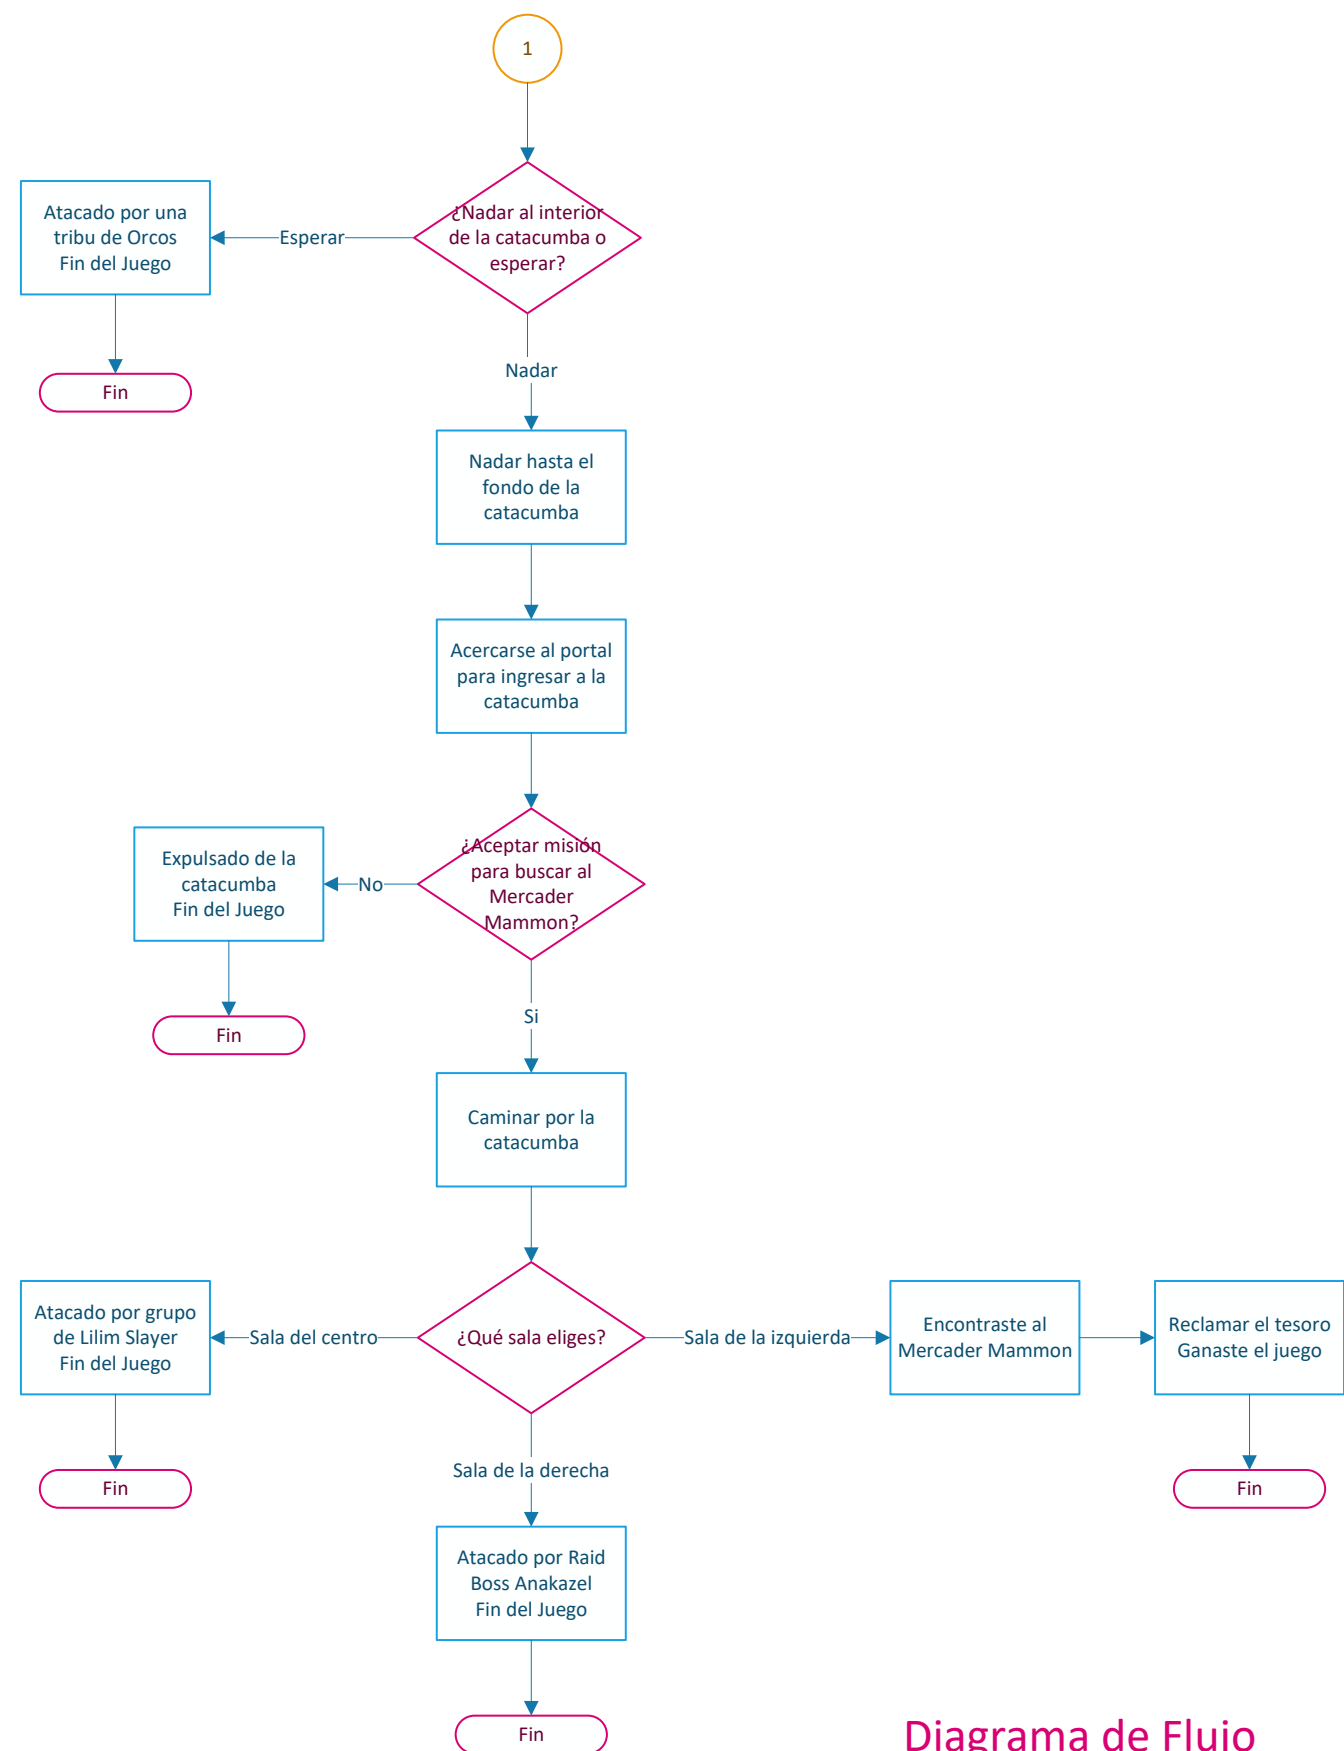 1
¿Nadar al interior
de la catacumba o
esperar?
Esperar
Atacado por una
tribu de Orcos
Fin del Juego
Fin
Nadar
Nadar hasta el
fondo de la
catacumba
Acercarse al portal
para ingresar a la
catacumba
¿Aceptar misión
para buscar al
Mercader
Mammon?
No
Expulsado de la
catacumba
Fin del Juego
Fin
Si
Caminar por la
catacumba
¿Qué sala eliges?
Sala del centro
Atacado por grupo
de Lilim Slayer
Fin del Juego
Fin
Sala de la izquierda
Encontraste al
Mercader Mammon
Reclamar el tesoro
Ganaste el juego
Fin
Sala de la derecha
Atacado por Raid
Boss Anakazel
Fin del Juego
Fin
Diagrama de Flujo